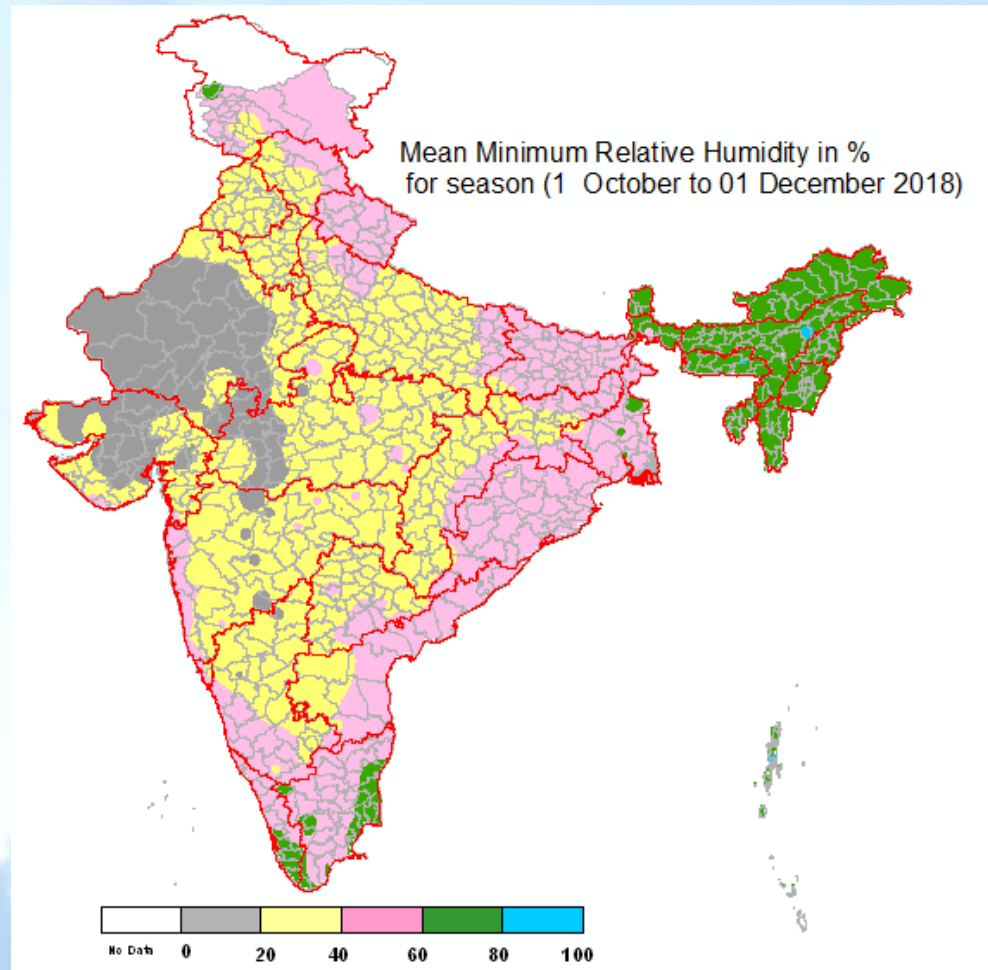 Mean Minimum Relative Humidity in %
for season (1 October to 01 December 2018)
No Data 0 20 40 60 80 100